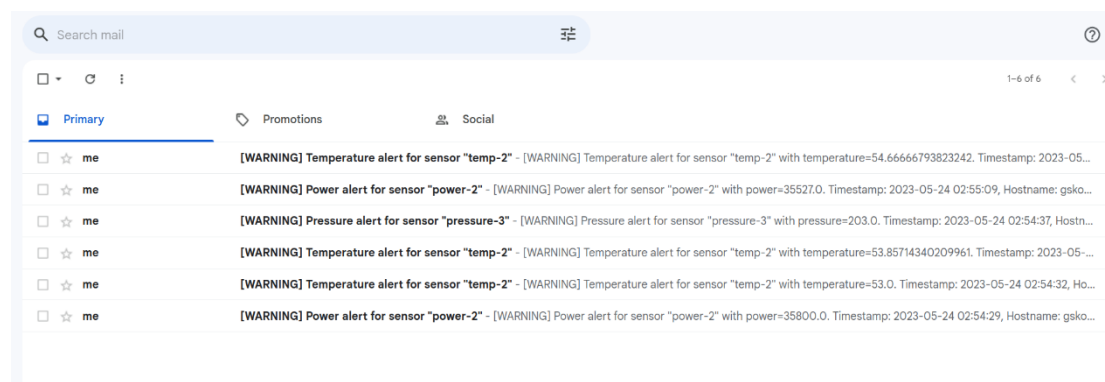 Search mail
1–6 of 6
Primary Promotions Social
me [WARNING] Temperature alert for sensor "temp-2" - [WARNING] Temperature alert for sensor "temp-2" with temperature=54.66666793823242. Timestamp: 2023-05...
me [WARNING] Power alert for sensor "power-2" - [WARNING] Power alert for sensor "power-2" with power=35527.0. Timestamp: 2023-05-24 02:55:09, Hostname: gsko...
me [WARNING] Pressure alert for sensor "pressure-3" - [WARNING] Pressure alert for sensor "pressure-3" with pressure=203.0. Timestamp: 2023-05-24 02:54:37, Hostn...
me [WARNING] Temperature alert for sensor "temp-2" - [WARNING] Temperature alert for sensor "temp-2" with temperature=53.85714340209961. Timestamp: 2023-05-...
me [WARNING] Temperature alert for sensor "temp-2" - [WARNING] Temperature alert for sensor "temp-2" with temperature=53.0. Timestamp: 2023-05-24 02:54:32, Ho...
me [WARNING] Power alert for sensor "power-2" - [WARNING] Power alert for sensor "power-2" with power=35800.0. Timestamp: 2023-05-24 02:54:29, Hostname: gsko...